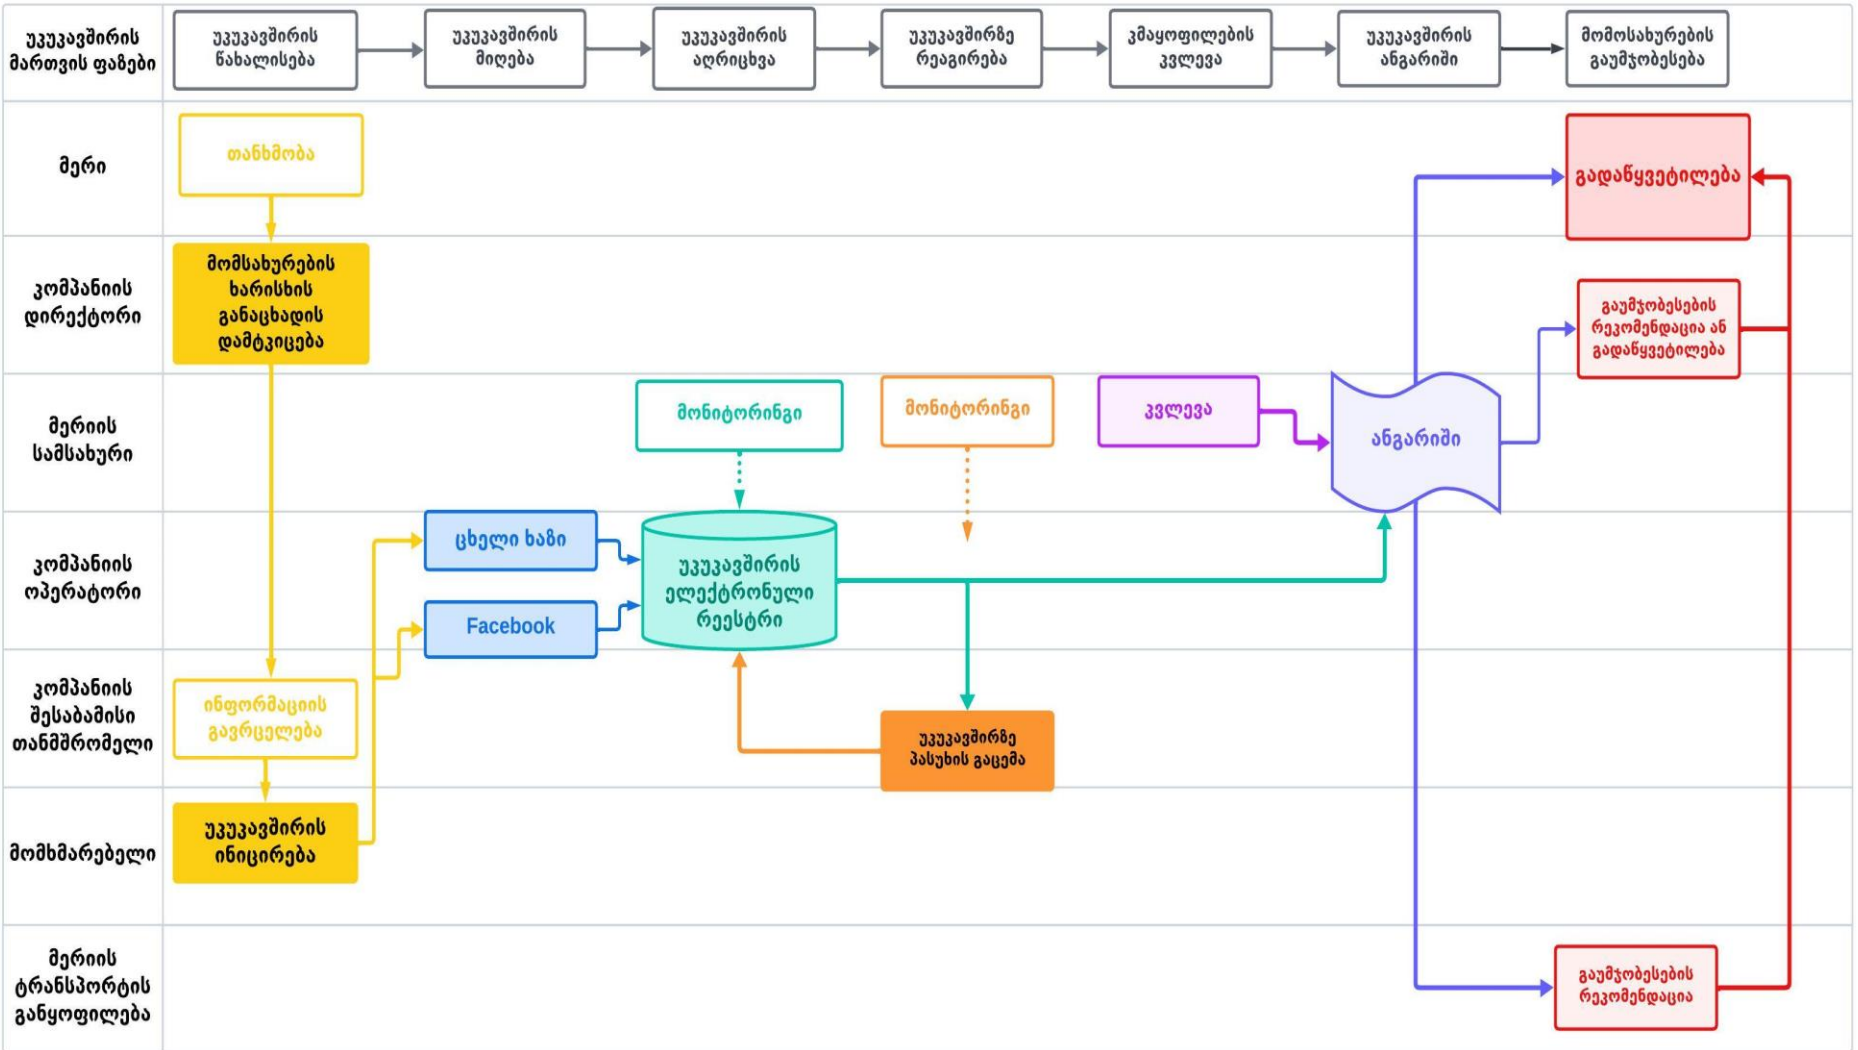 უკუკავშირის
მართვის ფაზები
უკუკავშირის
წახალისება
უკუკავშირის
მიღება
უკუკავშირის
აღრიცხვა
უკუკავშირზე
რეაგირება
კმაყოფილების
კვლევა
უკუკავშირის
ანგარიში
მომოსახურების
გაუმჯობესება
მერი
თანხმობა
გადაწყვეტილება
კომპანიის
დირექტორი
მომსახურების
ხარისხის
განაცხადის
დამტკიცება
გაუმჯობესების
რეკომენდაცია ან
გადაწყვეტილება
მერიის
სამსახური
მონიტორინგი
მონიტორინგი
კვლევა
ანგარიში
კომპანიის
ოპერატორი
ცხელი ხაზი
Facebook
უკუკავშირის
ელექტრონული
რეესტრი
კომპანიის
შესაბამისი
თანმშრომელი
ინფორმაციის
გავრცელება
უკუკავშირზე
პასუხის გაცემა
მომხმარებელი
უკუკავშირის
ინიცირება
მერიის
ტრანსპორტის
განყოფილება
გაუმჯობესების
რეკომენდაცია